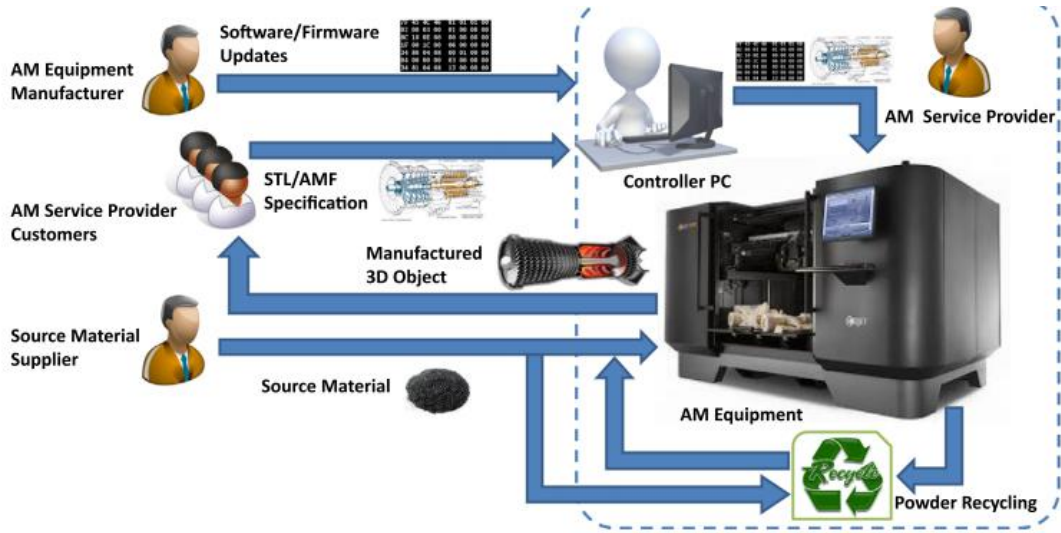 Software/Firmware
Updates
AM Equipment
Manufacturer
AM Service Provider
STL/AMF
Specification
Controller PC
AM Service Provider
Customers
Manufactured
3D Object
Source Material
Supplier
Source Material
AM Equipment
Recycle
Powder Recycling